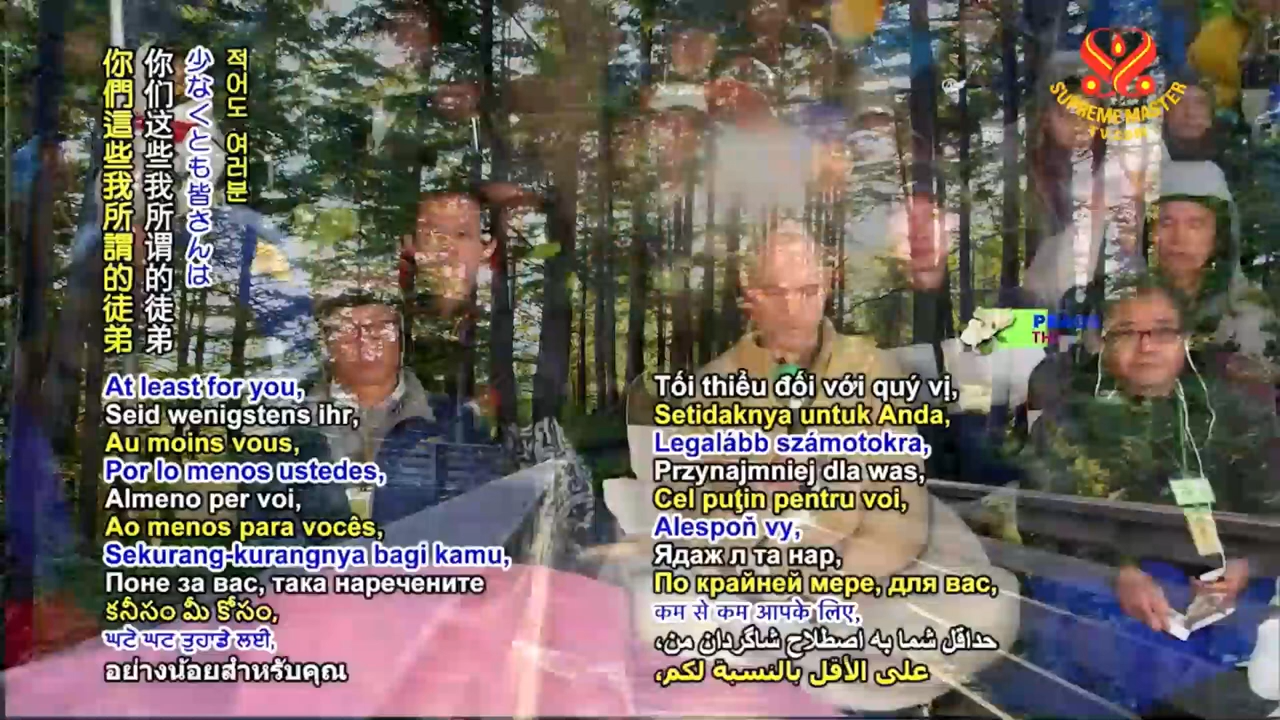 적어도 여러분
少なくとも皆さんは
你们这些我所谓的徒弟
你們這些我所謂的徒弟
SUPREME MASTER
TV.COM
At least for you,
Seid wenigstens ihr,
Au moins vous,
Por lo menos ustedes,
Almeno per voi,
Ao menos para vocês,
Sekurang-kurangnya bagi kamu,
Поне за вас, така наречените
కనీసం మీ కోసం,
ਘਟੋ ਘਟ ਤੁਹਾਡੇ ਲਈ,
อย่างน้อยสำหรับคุณ
Tối thiểu đối với quý vị,
Setidaknya untuk Anda,
Legalább számotokra,
Przynajmniej dla was,
Cel puţin pentru voi,
Alespoň vy,
Ядаж л та нар,
По крайней мере, для вас,
कम से कम आपके लिए,
حداقل شما به اصطلاح شاگردان من،
على الأقل بالنسبة لكم،